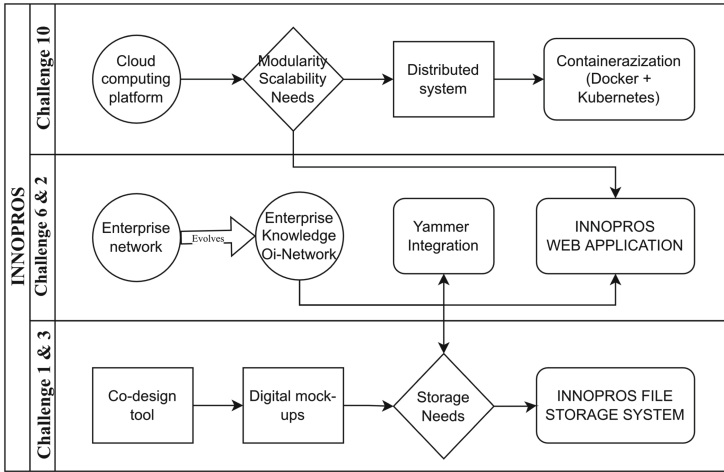 INNOPROS
Challenge 10
Cloud
computing
platform
Modularity
Scalability
Needs
Distributed
system
Containerazization
(Docker +
Kubernetes)
Challenge 6 & 2
Enterprise
network
Evolves
Enterprise
Knowledge
Oi-Network
Yammer
Integration
INNOPROS
WEB APPLICATION
Challenge 1 & 3
Co-design
tool
Digital mock-
ups
Storage
Needs
INNOPROS FILE
STORAGE SYSTEM